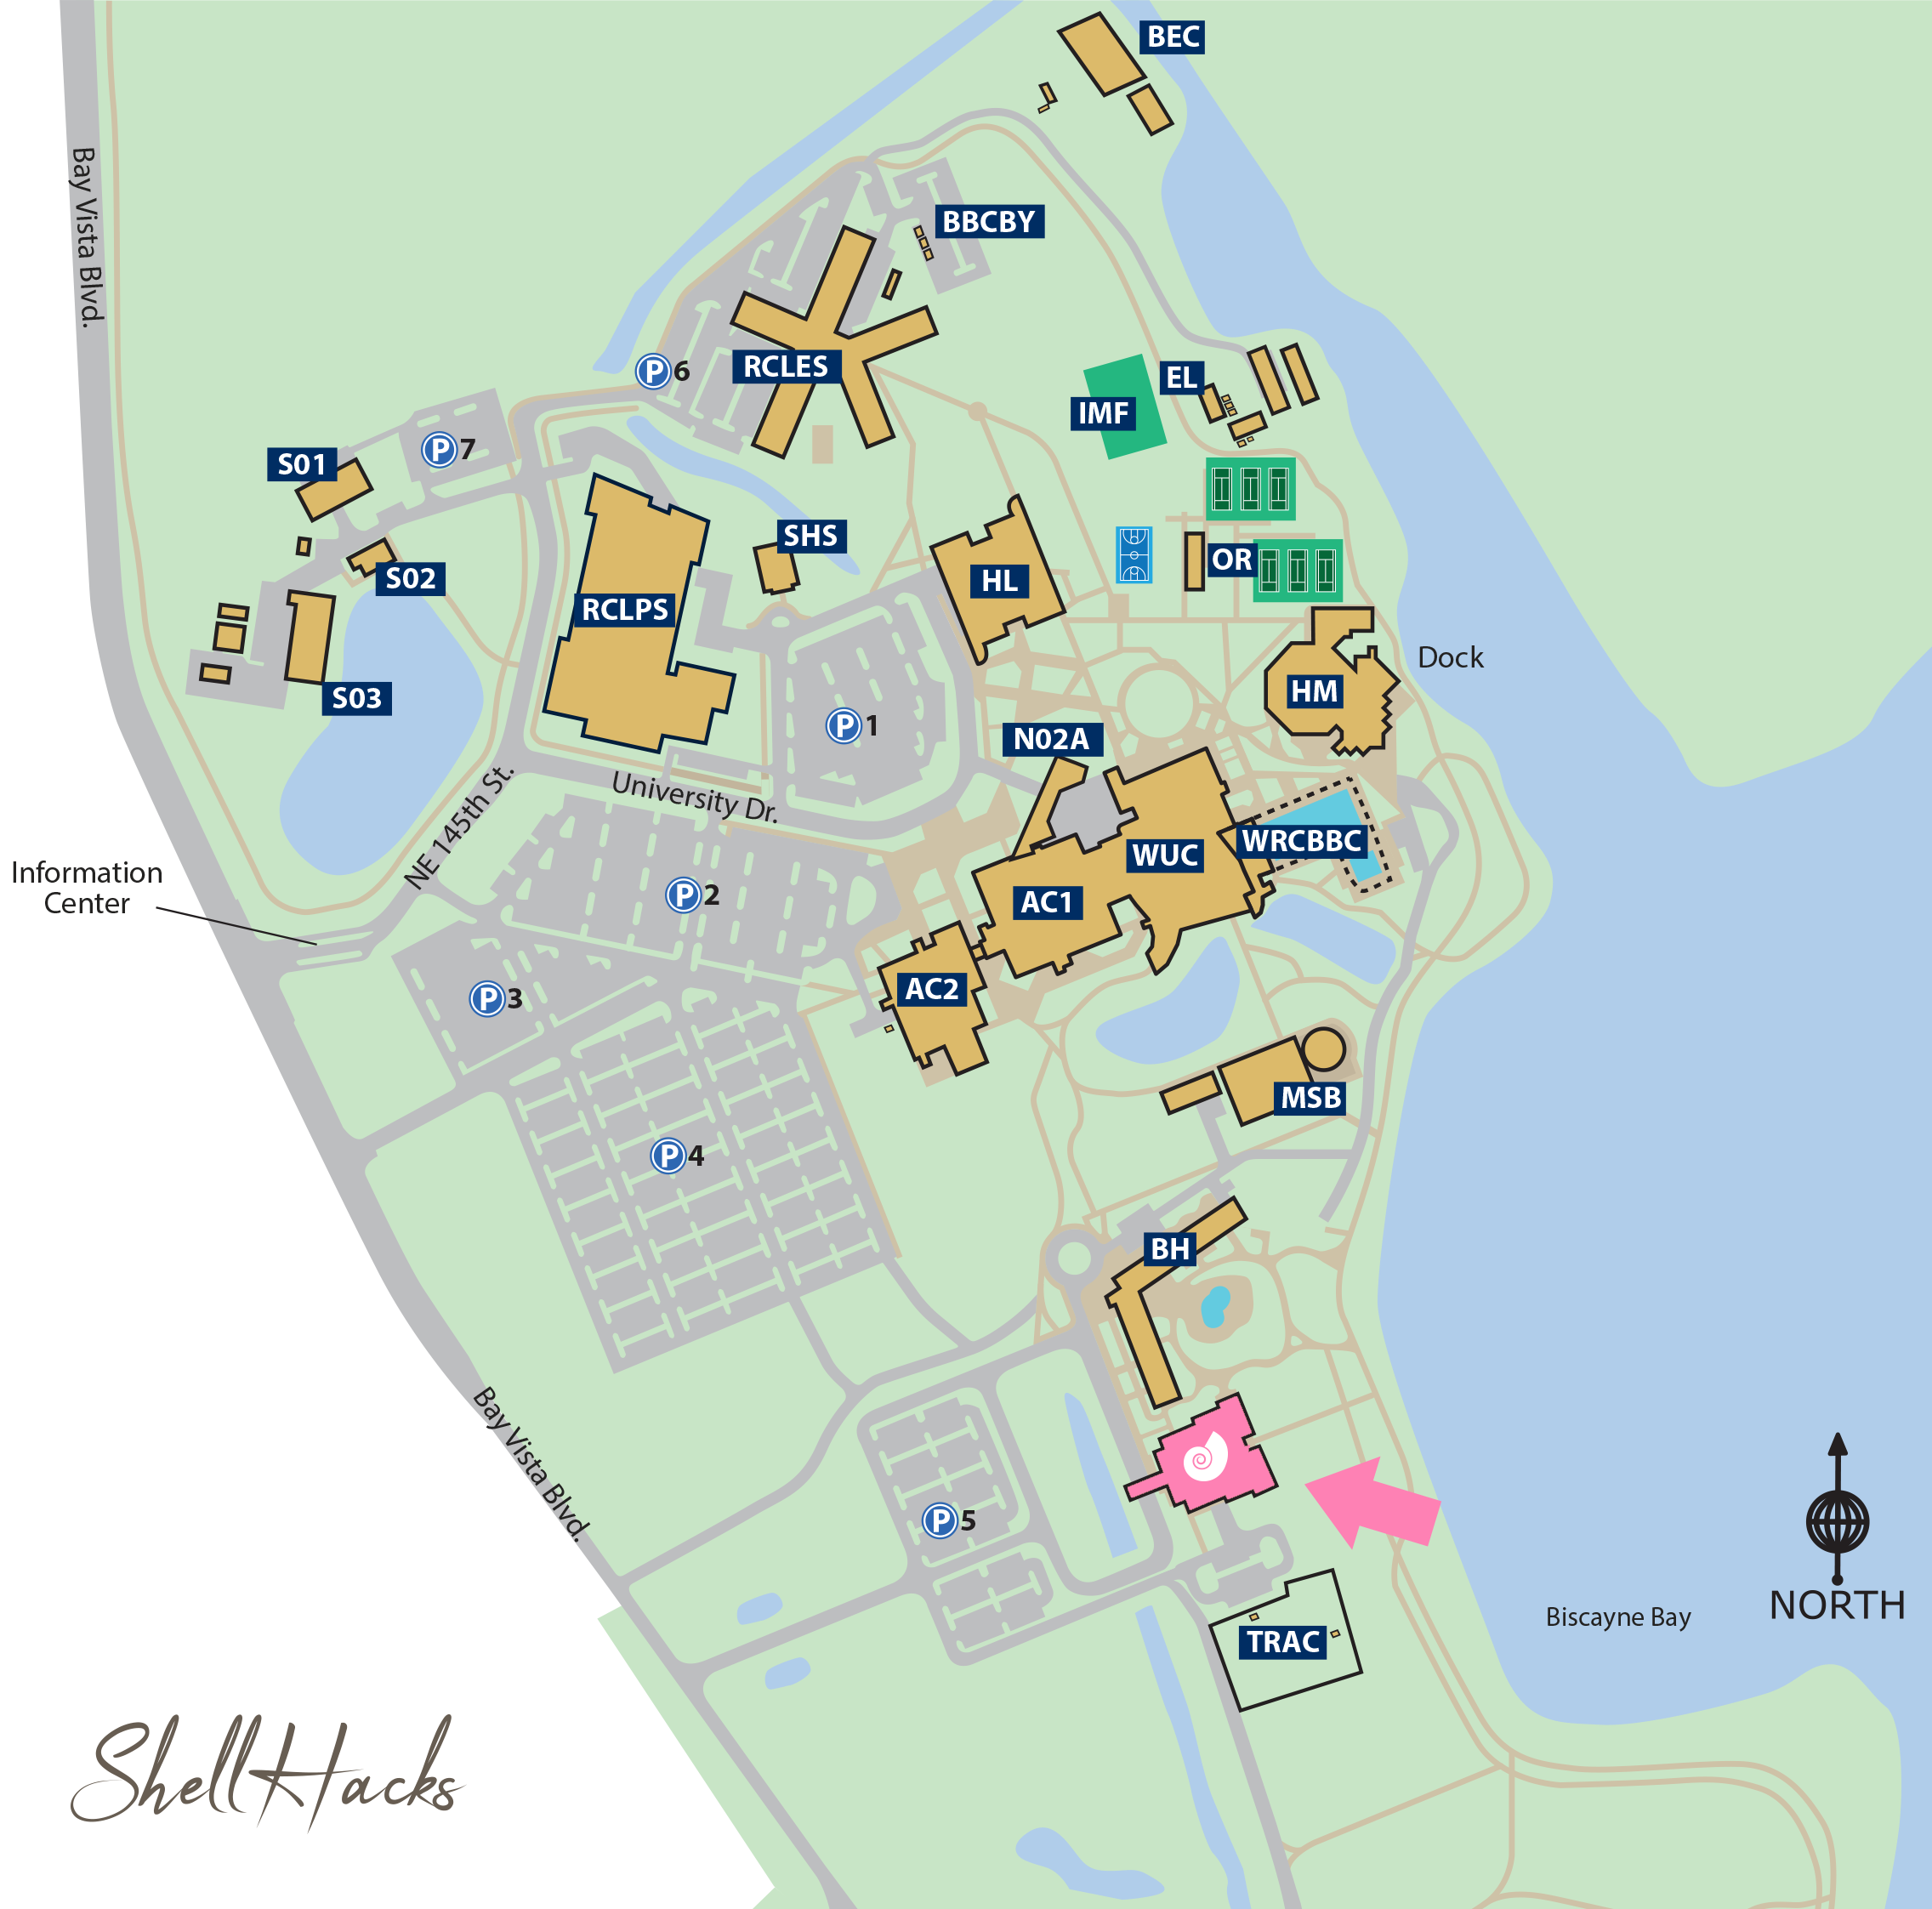 BEC
Bay Vista Blvd.
BBCBY
RCLES
P 6
EL
IMF
P 7
S01
SHS
OR
S02
HL
RCLPS
Dock
HM
S03
P 1
N02A
University Dr.
NE 145th St.
WRCBBC
WUC
Information
Center
P 2
AC1
AC2
P 3
MSB
P 4
BH
Bay Vista Blvd.
P 5
NORTH
Biscayne Bay
TRAC
ShellHacks